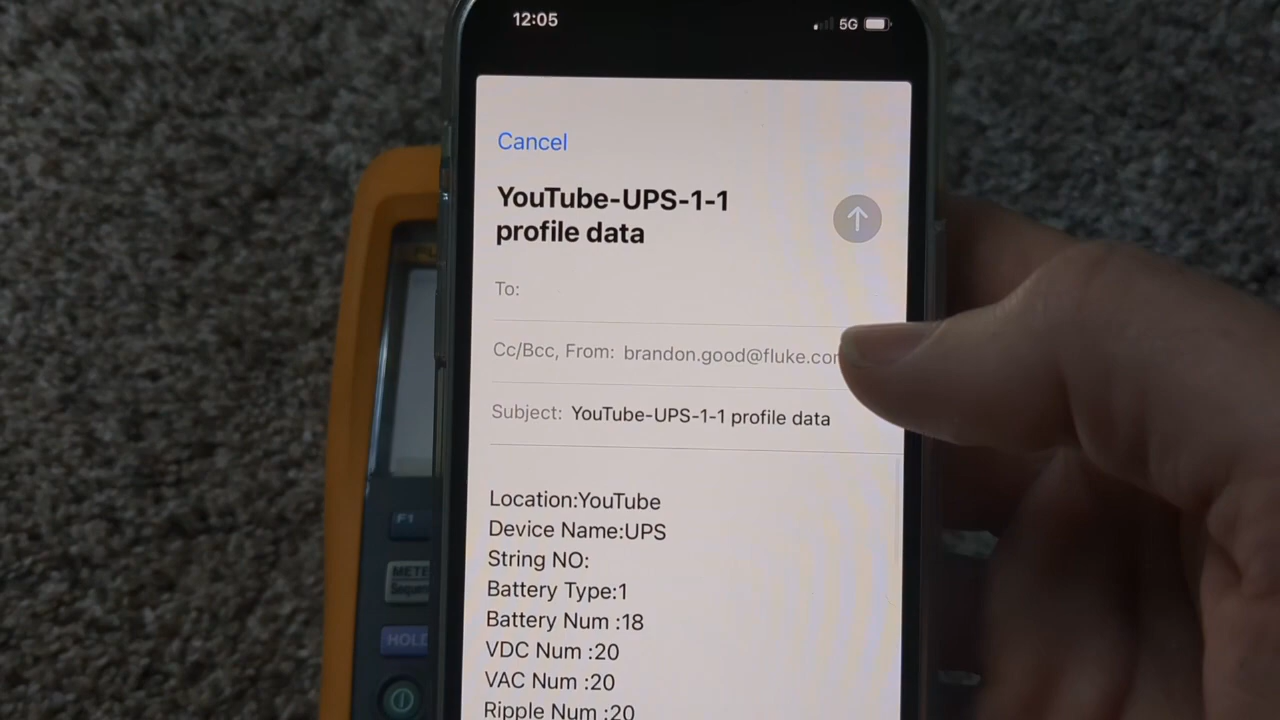 12:05
5G
Cancel
YouTube-UPS-1-1
profile data
To:
Cc/Bcc, From: brandon.good@fluke.com
Subject: YouTube-UPS-1-1 profile data
Location:YouTube
Device Name:UPS
String NO:
Battery Type:1
Battery Num :18
VDC Num :20
VAC Num :20
Ripple Num :20
F1
METE
Sequen
HOLD